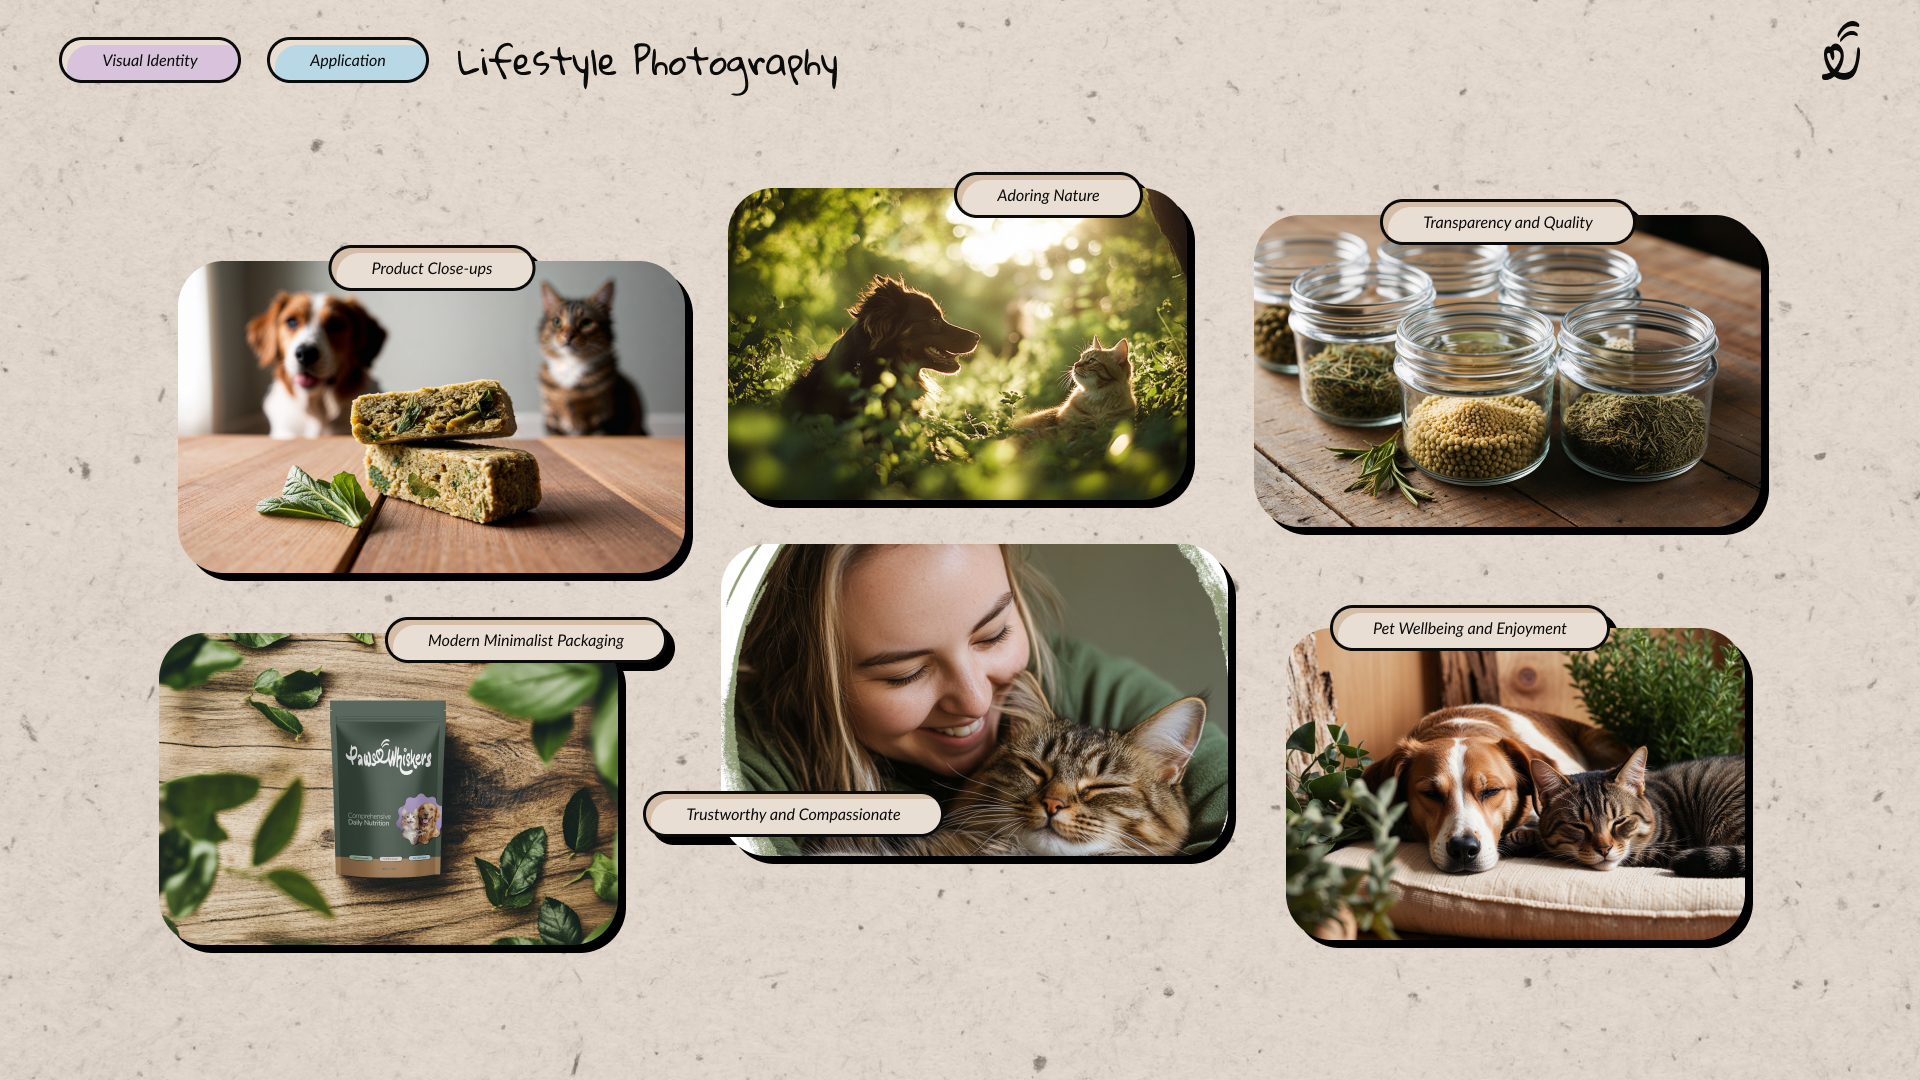 Visual Identity
Application
Lifestyle Photography
Adoring Nature
Transparency and Quality
Product Close-ups
Modern Minimalist Packaging
Pet Wellbeing and Enjoyment
Paws Whiskers
Comprehensive
Daily Nutrition
Trustworthy and Compassionate